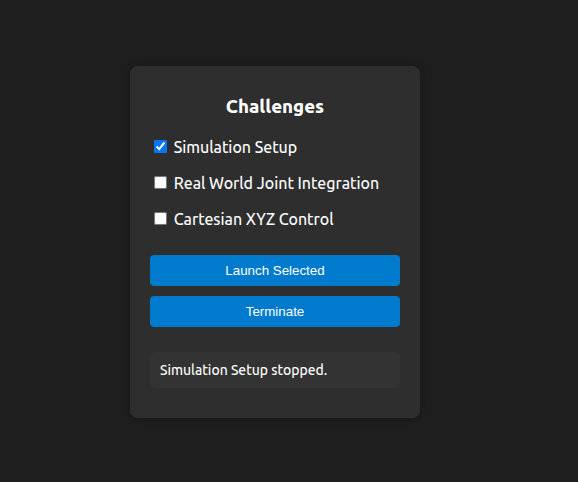 Challenges
Simulation Setup
Real World Joint Integration
Cartesian XYZ Control
Launch Selected
Terminate
Simulation Setup stopped.